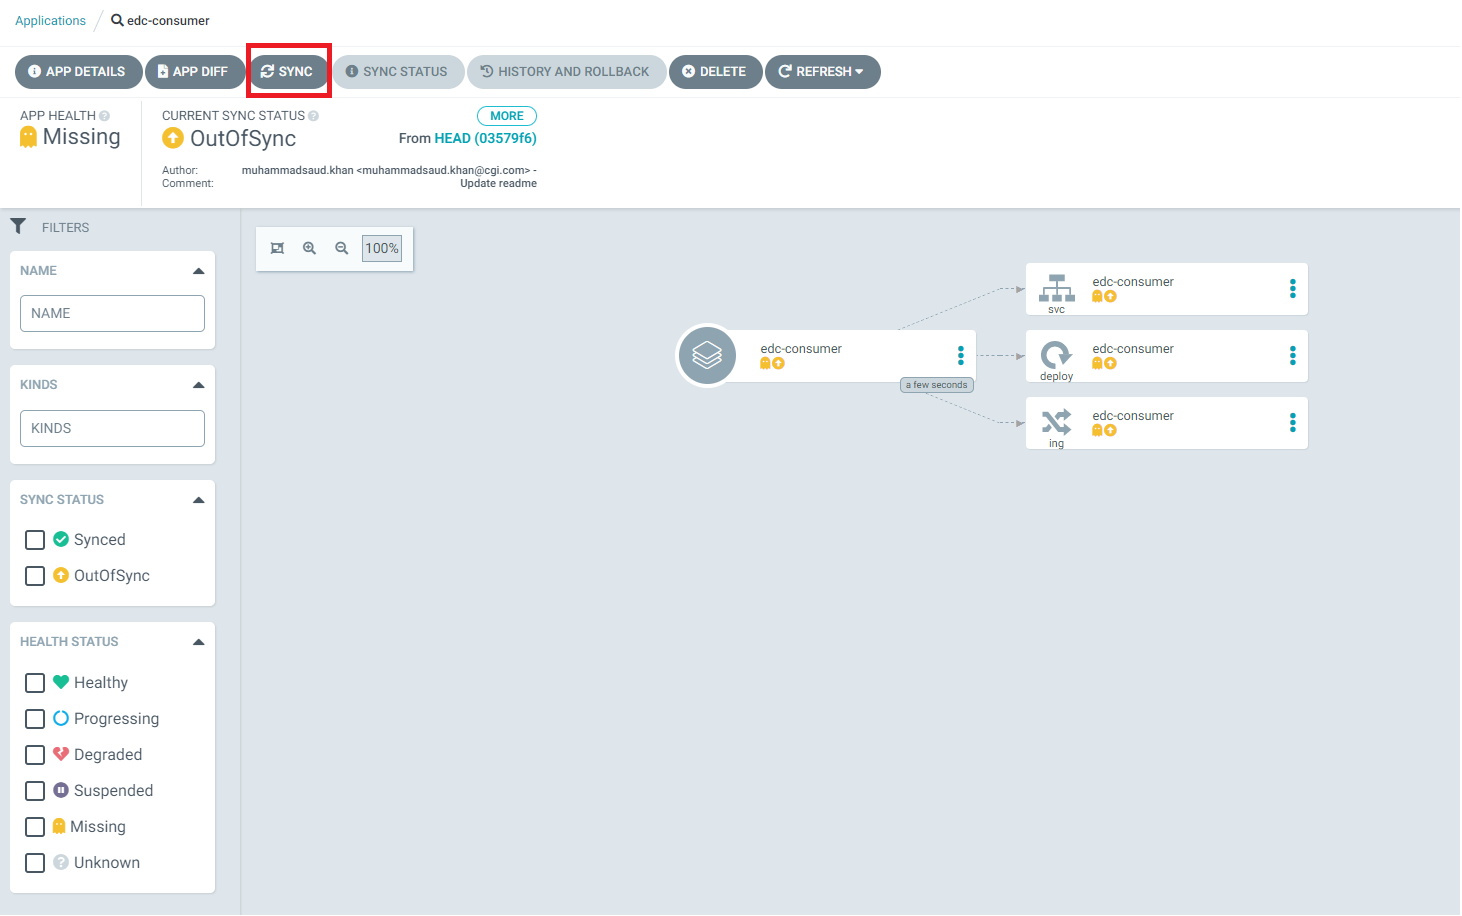 Applications edc-consumer
APP DETAILS APP DIFF SYNC SYNC STATUS HISTORY AND ROLLBACK DELETE REFRESH
APP HEALTH
Missing
CURRENT SYNC STATUS MORE
OutOfSync From HEAD (03579f6)
Author: muhammadsaud.khan <muhammadsaud.khan@cgi.com> -
Comment: Update readme
FILTERS
NAME
NAME
KINDS
KINDS
SYNC STATUS
Synced
OutOfSync
HEALTH STATUS
Healthy
Progressing
Degraded
Suspended
Missing
Unknown
100%
edc-consumer
a few seconds
edc-consumer
svc
edc-consumer
deploy
edc-consumer
ing